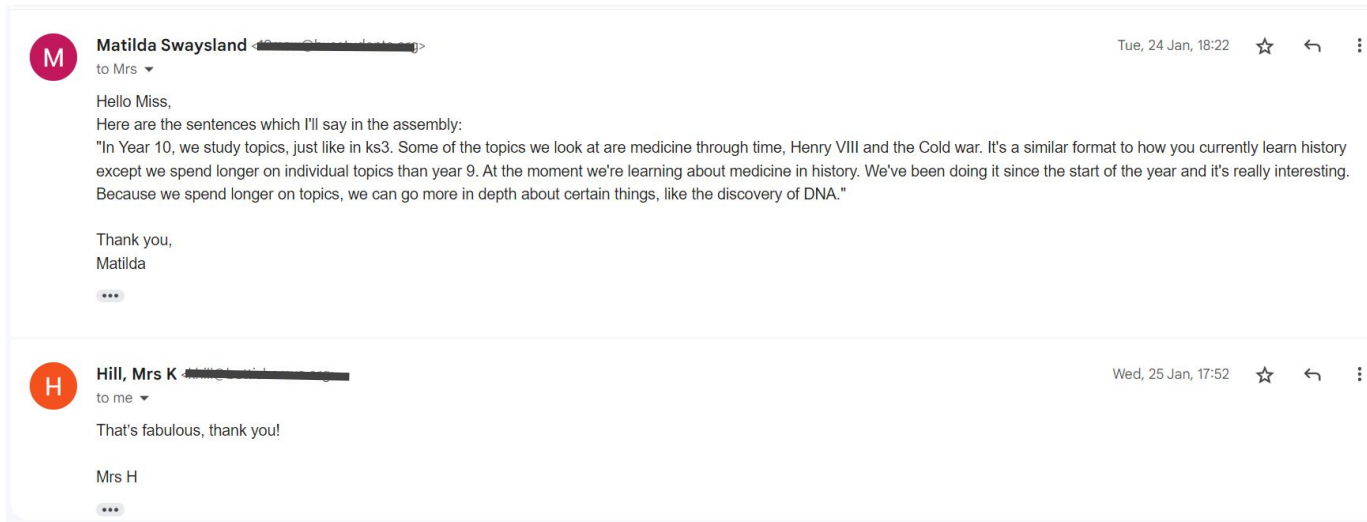 M
Matilda Swaysland
Tue, 24 Jan, 18:22
to Mrs
Hello Miss,
Here are the sentences which I'll say in the assembly:
"In Year 10, we study topics, just like in ks3. Some of the topics we look at are medicine through time, Henry VIII and the Cold war. It's a similar format to how you currently learn history
except we spend longer on individual topics than year 9. At the moment we're learning about medicine in history. We've been doing it since the start of the year and it's really interesting.
Because we spend longer on topics, we can go more in depth about certain things, like the discovery of DNA."
Thank you,
Matilda
H
Hill, Mrs K
Wed, 25 Jan, 17:52
to me
That's fabulous, thank you!
Mrs H